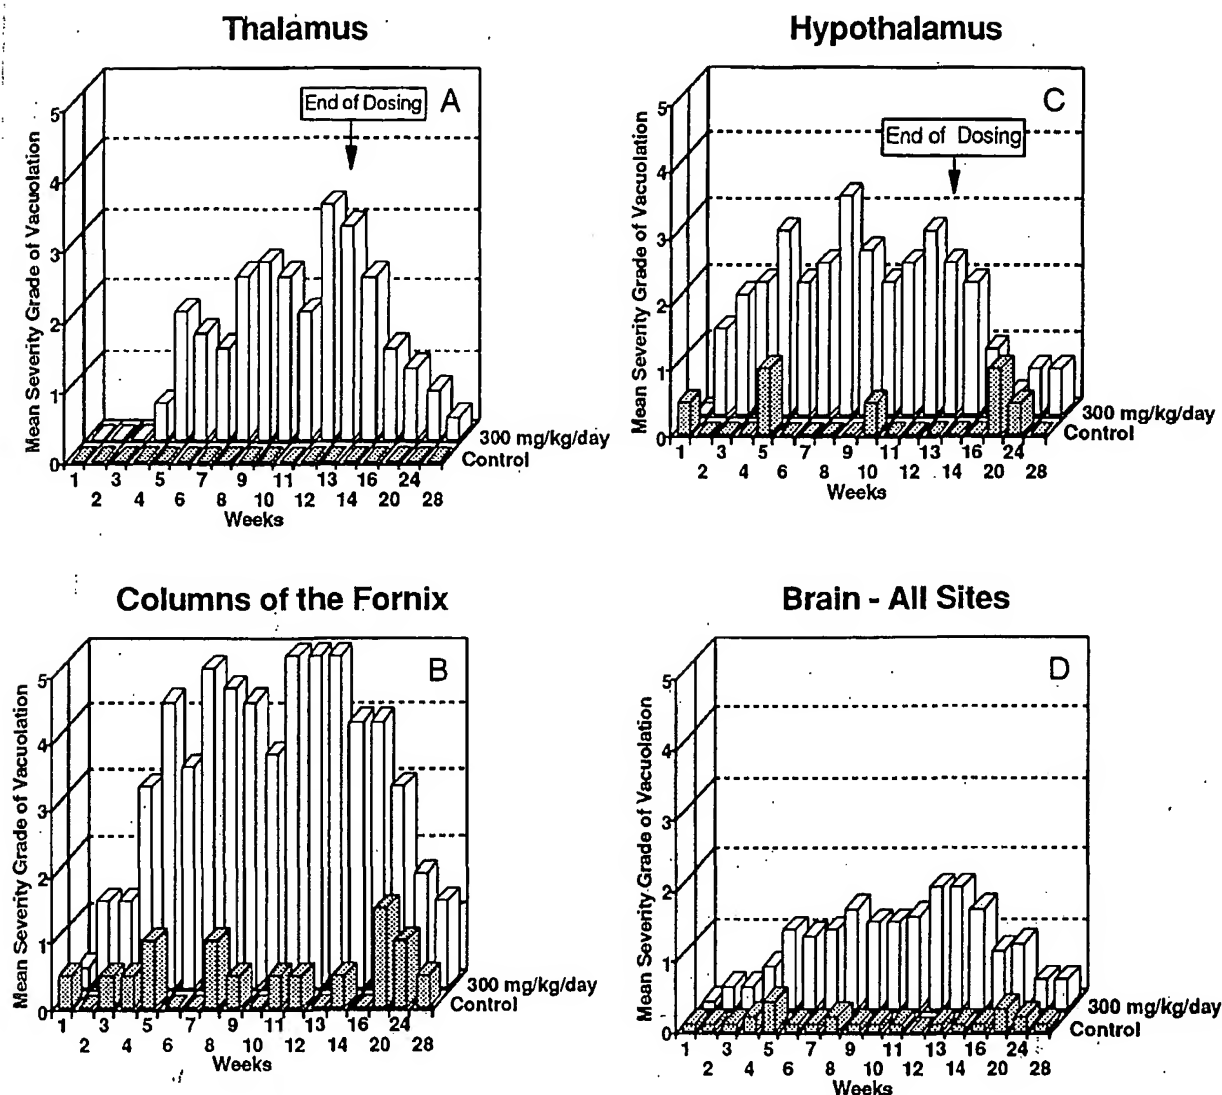 Thalamus
Mean Severity Grade of Vacuolation
5
4
3
2
1
0
End of Dosing
A
300 mg/kg/day
Control
1 3 5 7 9 11 13 16 24
2 4 6 8 10 12 14 20 28
Weeks
Hypothalamus
Mean Severity Grade of Vacuolation
5
4
3
2
1
0
C
End of Dosing
300 mg/kg/day
Control
1 3 5 7 9 11 13 16 24
2 4 6 8 10 12 14 20 28
Weeks
Columns of the Fornix
Mean Severity Grade of Vacuolation
5
4
3
2
1
0
B
300 mg/kg/day
Control
1 3 5 7 9 11 13 16 24
2 4 6 8 10 12 14 20 28
Weeks
Brain - All Sites
Mean Severity Grade of Vacuolation
5
4
3
2
1
0
D
300 mg/kg/day
Control
1 3 5 7 9 11 13 16 24
2 4 6 8 10 12 14 20 28
Weeks